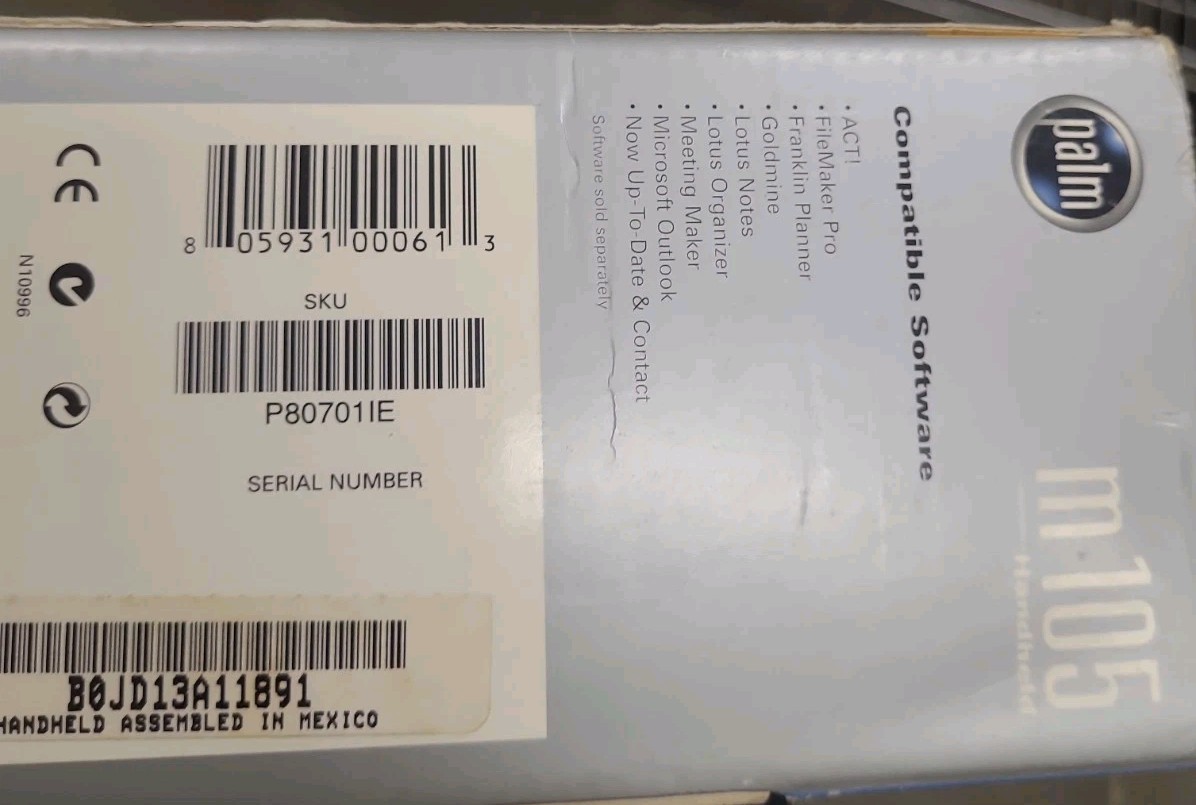 palm
m105
Handheld
Compatible Software
• ACT!
• FileMaker Pro
• Franklin Planner
• Goldmine
• Lotus Notes
• Lotus Organizer
• Meeting Maker
• Microsoft Outlook
• Now Up-To-Date & Contact
Software sold separately
8 05931 00061 3
SKU
P80701IE
SERIAL NUMBER
B0JD13A11891
HANDHELD ASSEMBLED IN MEXICO
CE
N10996